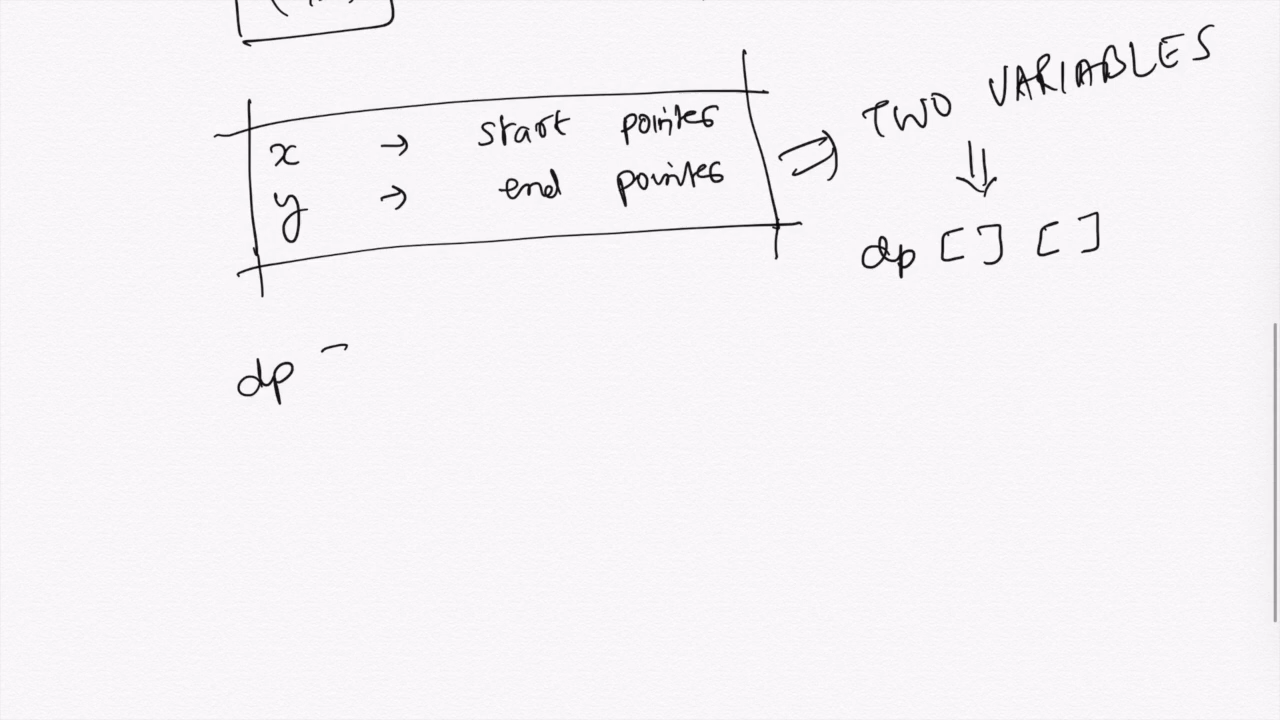 x → start pointer
y → end pointer
⇒ TWO VARIABLES
⇓
dp [] []
dp